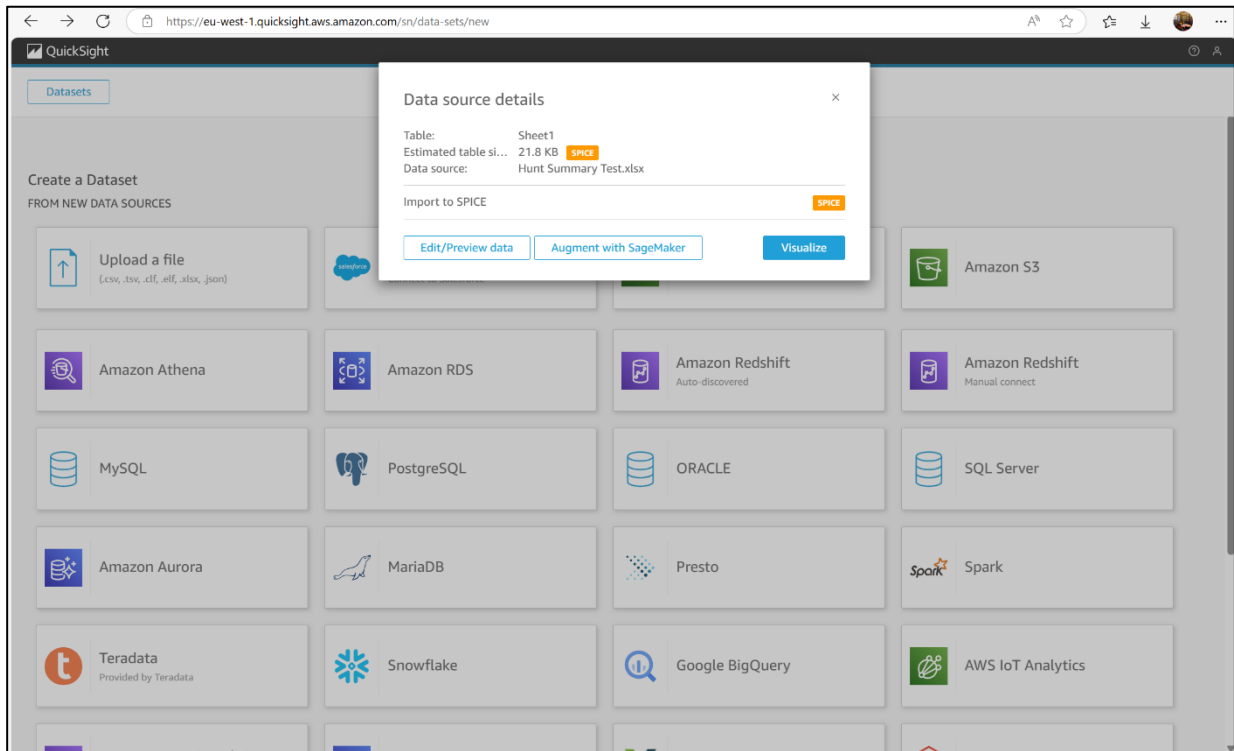 https://eu-west-1.quicksight.aws.amazon.com/sn/data-sets/new
QuickSight
Datasets
Data source details
Table: Sheet1
Estimated table si... 21.8 KB SPICE
Data source: Hunt Summary Test.xlsx
Import to SPICE SPICE
Edit/Preview data Augment with SageMaker Visualize
Create a Dataset
FROM NEW DATA SOURCES
Upload a file
(.csv, .tsv, .clf, .elf, .xlsx, .json)
salesforce
Amazon S3
Amazon Athena
Amazon RDS
Amazon Redshift
Auto-discovered
Amazon Redshift
Manual connect
MySQL
PostgreSQL
ORACLE
SQL Server
Amazon Aurora
MariaDB
Presto
Spark
Spark
Teradata
Provided by Teradata
Snowflake
Google BigQuery
AWS IoT Analytics